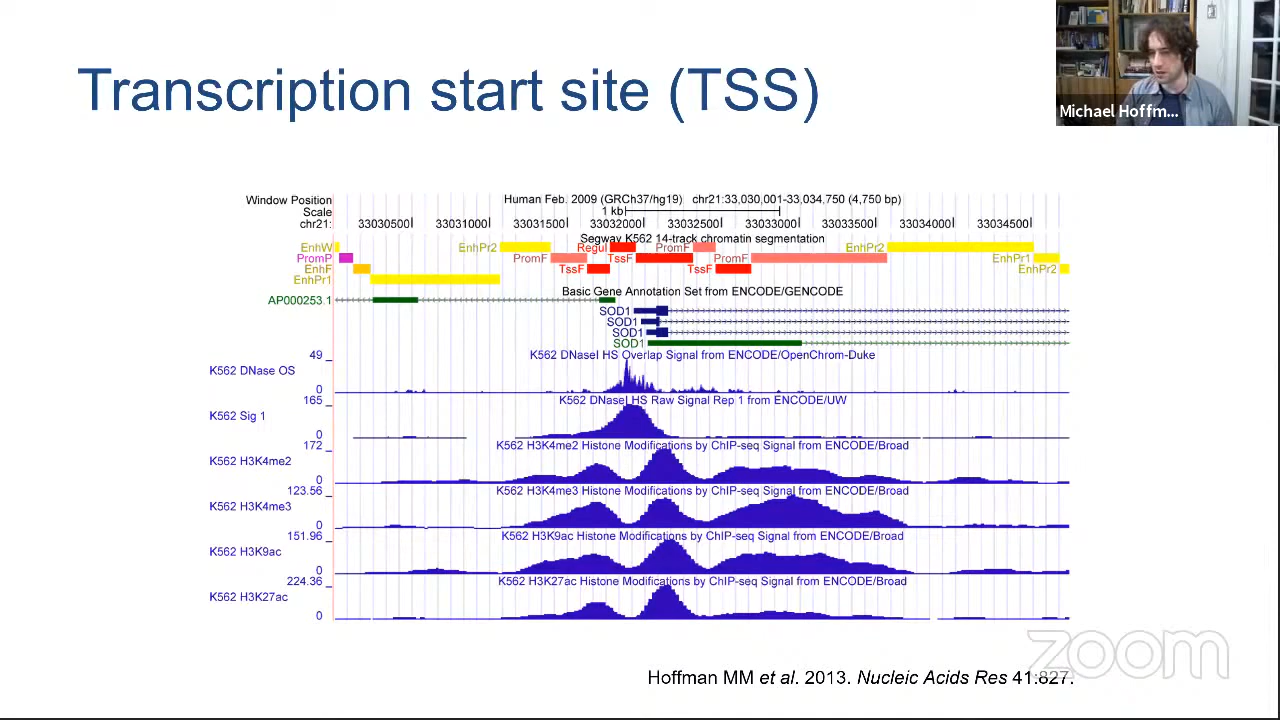 Michael Hoffm...
Transcription start site (TSS)
Window Position Human Feb. 2009 (GRCh37/hg19) chr21:33,030,001-33,034,750 (4,750 bp)
Scale 1 kb
chr21: 33030500 33031000 33031500 33032000 33032500 33033000 33033500 33034000 33034500
Segway K562 14-track chromatin segmentation
EnhW EnhPr2 Regul PromF EnhPr2
PromP PromF TssF PromF EnhPr1
EnhF TssF TssF EnhPr2
EnhPr1
Basic Gene Annotation Set from ENCODE/GENCODE
AP000253.1
SOD1
SOD1
SOD1
SOD1
K562 DNaseI HS Overlap Signal from ENCODE/OpenChrom-Duke
49
K562 DNase OS
0
K562 DNaseI HS Raw Signal Rep 1 from ENCODE/UW
165
K562 Sig 1
0
K562 H3K4me2 Histone Modifications by ChIP-seq Signal from ENCODE/Broad
172
K562 H3K4me2
0
K562 H3K4me3 Histone Modifications by ChIP-seq Signal from ENCODE/Broad
123.56
K562 H3K4me3
0
K562 H3K9ac Histone Modifications by ChIP-seq Signal from ENCODE/Broad
151.96
K562 H3K9ac
0
K562 H3K27ac Histone Modifications by ChIP-seq Signal from ENCODE/Broad
224.36
K562 H3K27ac
0
zoom
Hoffman MM et al. 2013. Nucleic Acids Res 41:827.